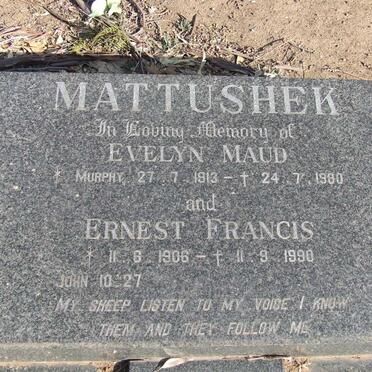 MATTUSHEK
In Loving Memory of
EVELYN MAUD
* MURPHY, 27. 7. 1913 – † 24. 7. 1980
and
ERNEST FRANCIS
* 11. 6. 1906 – † 11. 9. 1990
JOHN 10:27
MY SHEEP LISTEN TO MY VOICE I KNOW
THEM AND THEY FOLLOW ME